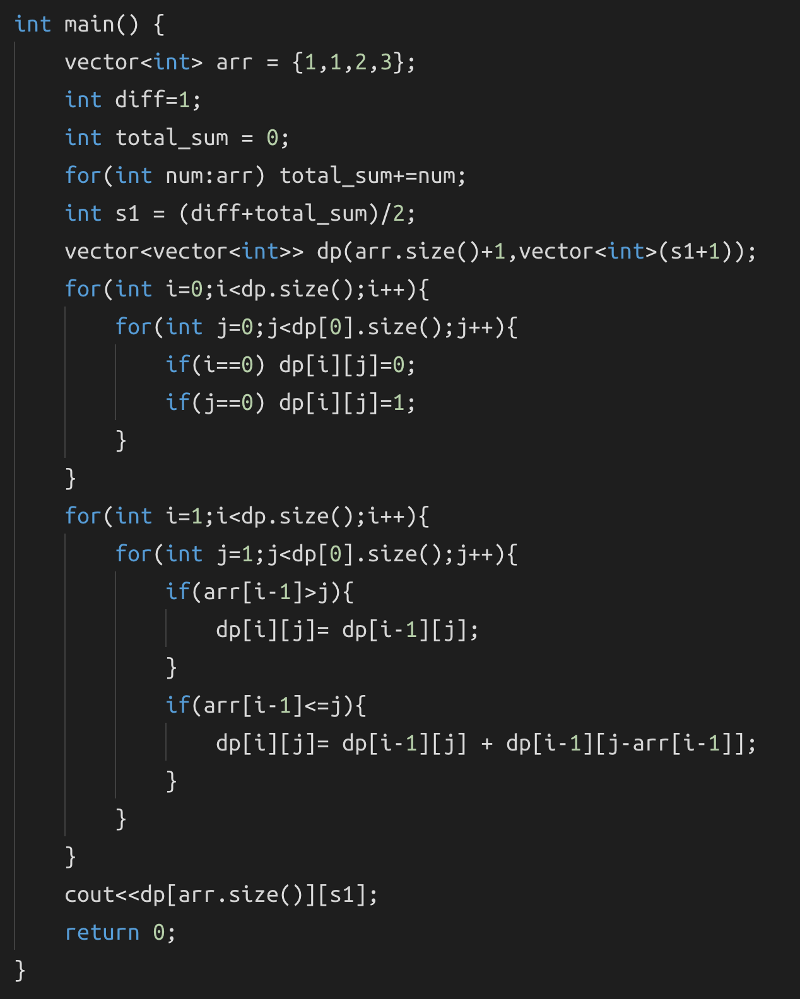 int main() {
    vector<int> arr = {1,1,2,3};
    int diff=1;
    int total_sum = 0;
    for(int num:arr) total_sum+=num;
    int s1 = (diff+total_sum)/2;
    vector<vector<int>> dp(arr.size()+1,vector<int>(s1+1));
    for(int i=0;i<dp.size();i++){
        for(int j=0;j<dp[0].size();j++){
            if(i==0) dp[i][j]=0;
            if(j==0) dp[i][j]=1;
        }
    }
    for(int i=1;i<dp.size();i++){
        for(int j=1;j<dp[0].size();j++){
            if(arr[i-1]>j){
                dp[i][j]= dp[i-1][j];
            }
            if(arr[i-1]<=j){
                dp[i][j]= dp[i-1][j] + dp[i-1][j-arr[i-1]];
            }
        }
    }
    cout<<dp[arr.size()][s1];
    return 0;
}